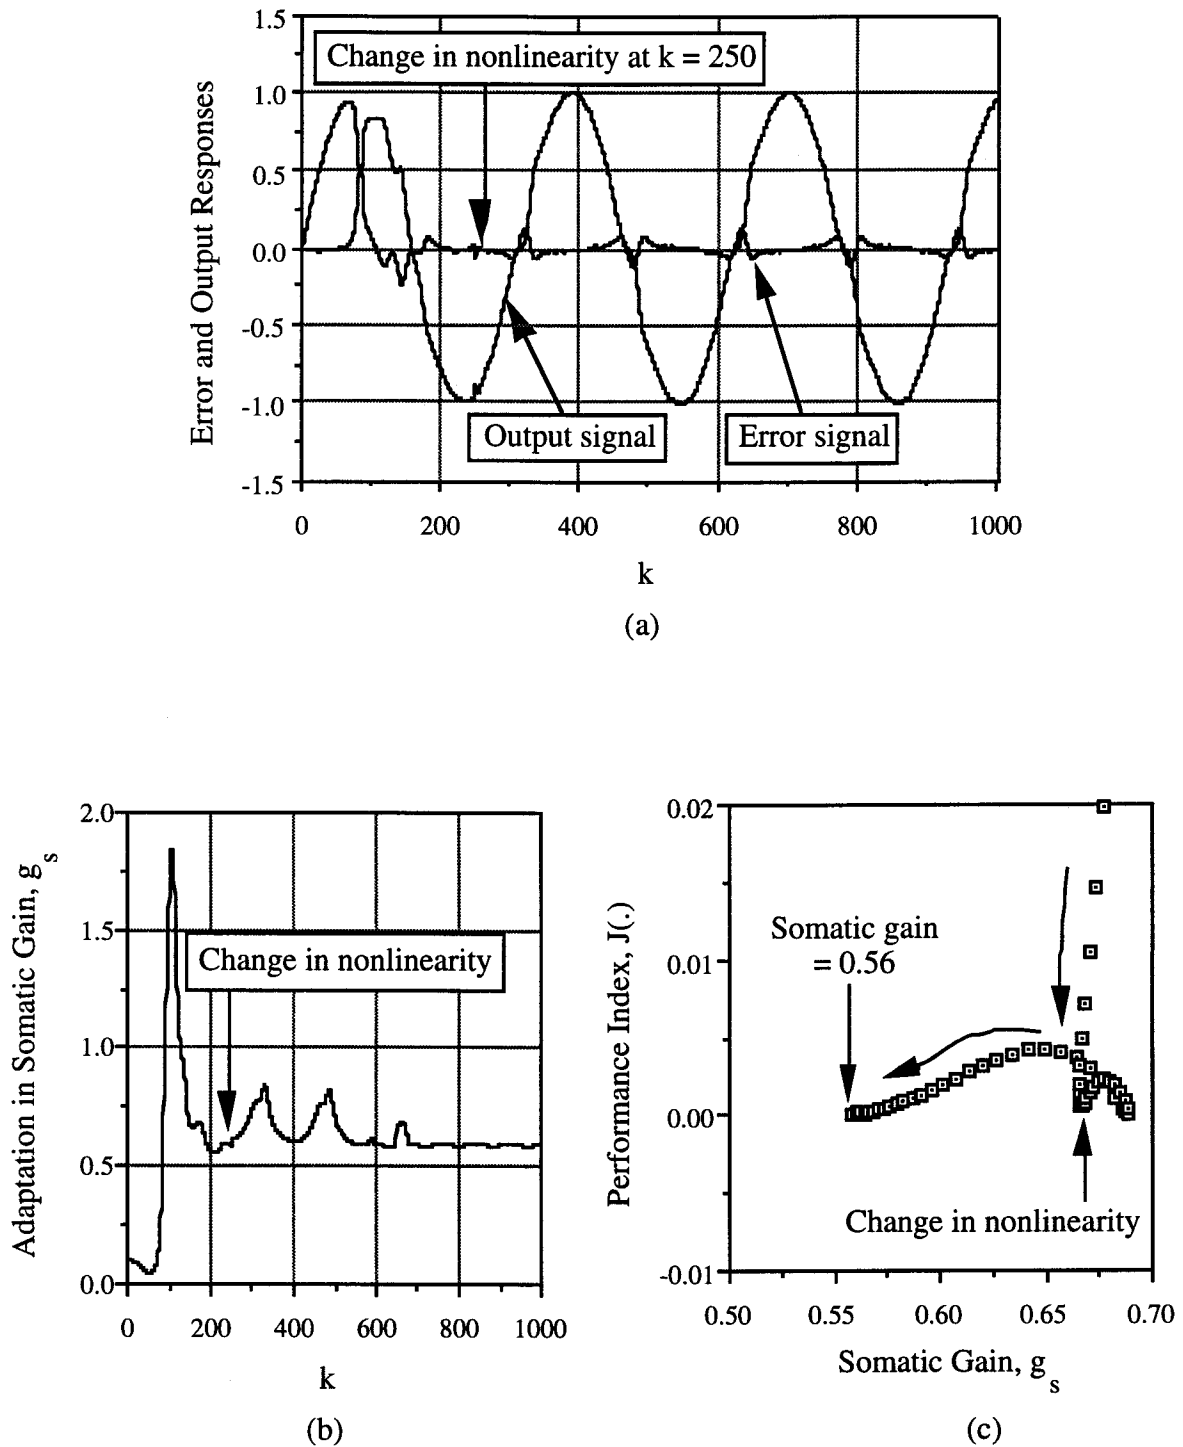 1.5
Change in nonlinearity at k = 250
1.0
0.5
0.0
-0.5
-1.0
-1.5
Error and Output Responses
Output signal
Error signal
0 200 400 600 800 1000
k
(a)
2.0
1.5
1.0
0.5
0.0
Adaptation in Somatic Gain, g_s
Change in nonlinearity
0 200 400 600 800 1000
k
(b)
0.02
0.01
0.00
-0.01
Performance Index, J(.)
Somatic gain
= 0.56
Change in nonlinearity
0.50 0.55 0.60 0.65 0.70
Somatic Gain, g_s
(c)